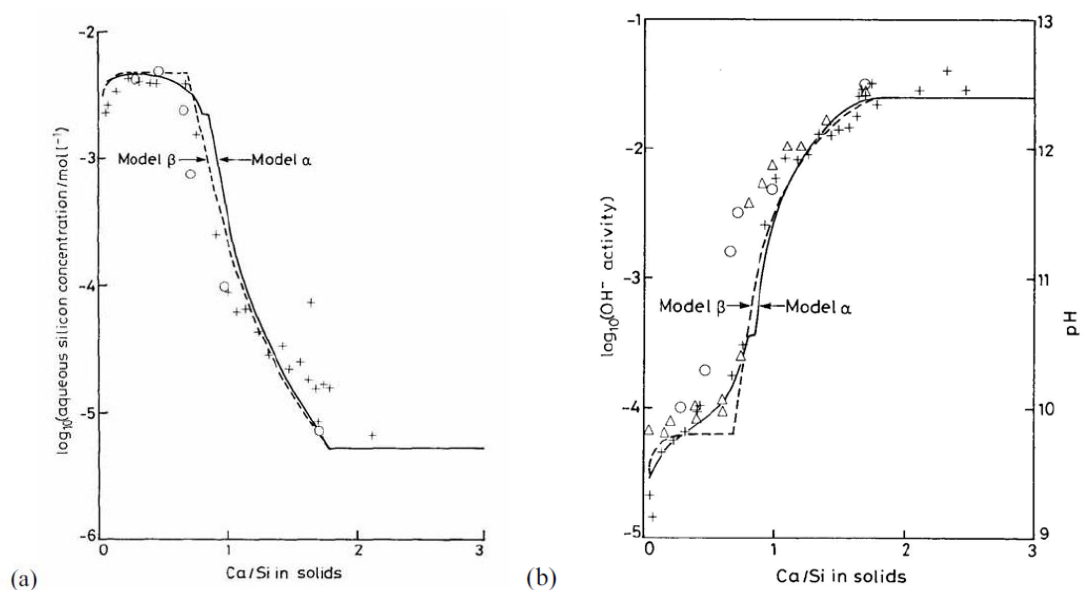 -2
-3
-4
-5
-6
log10(aqueous silicon concentration/mol l⁻¹)
Model β
Model α
0
1
2
3
Ca/Si in solids
(a)
-1
-2
-3
-4
-5
log10(OH⁻ activity)
Model β
Model α
13
12
11
10
9
pH
0
1
2
3
Ca/Si in solids
(b)